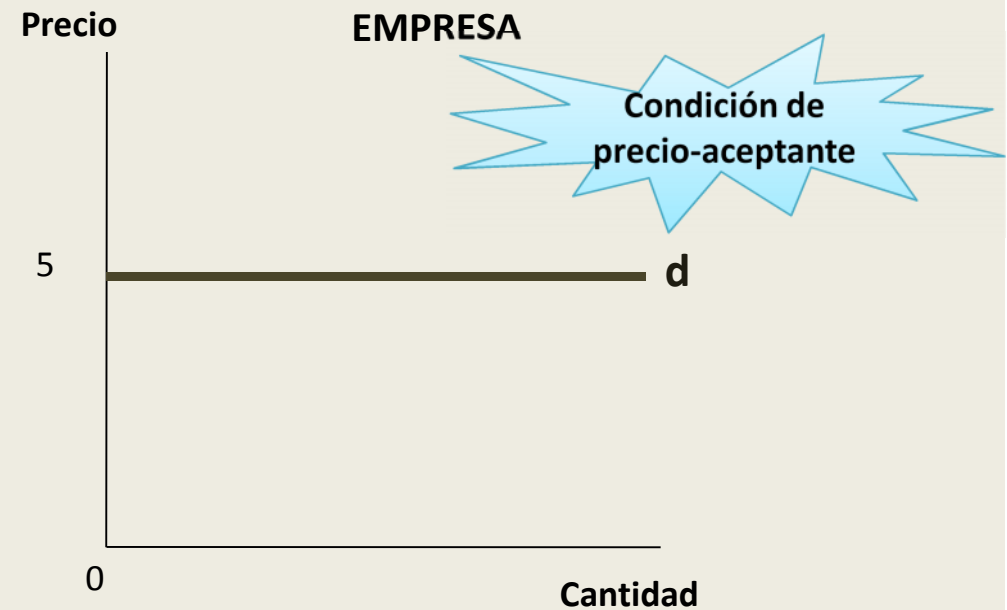 Precio
EMPRESA
Condición de
precio-aceptante
5
d
0
Cantidad